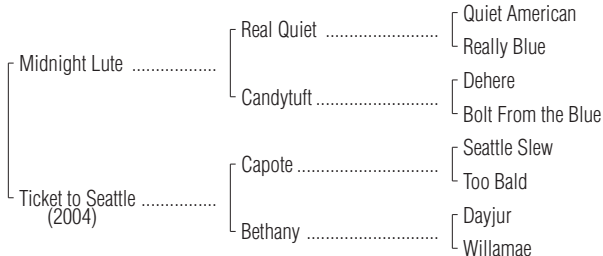 Quiet American
Real Quiet ..........................
Really Blue
Midnight Lute ..................
Dehere
Candytuft ............................
Bolt From the Blue
Seattle Slew
Capote .................................
Too Bald
Ticket to Seattle ................
(2004)
Dayjur
Bethany ..............................
Willamae